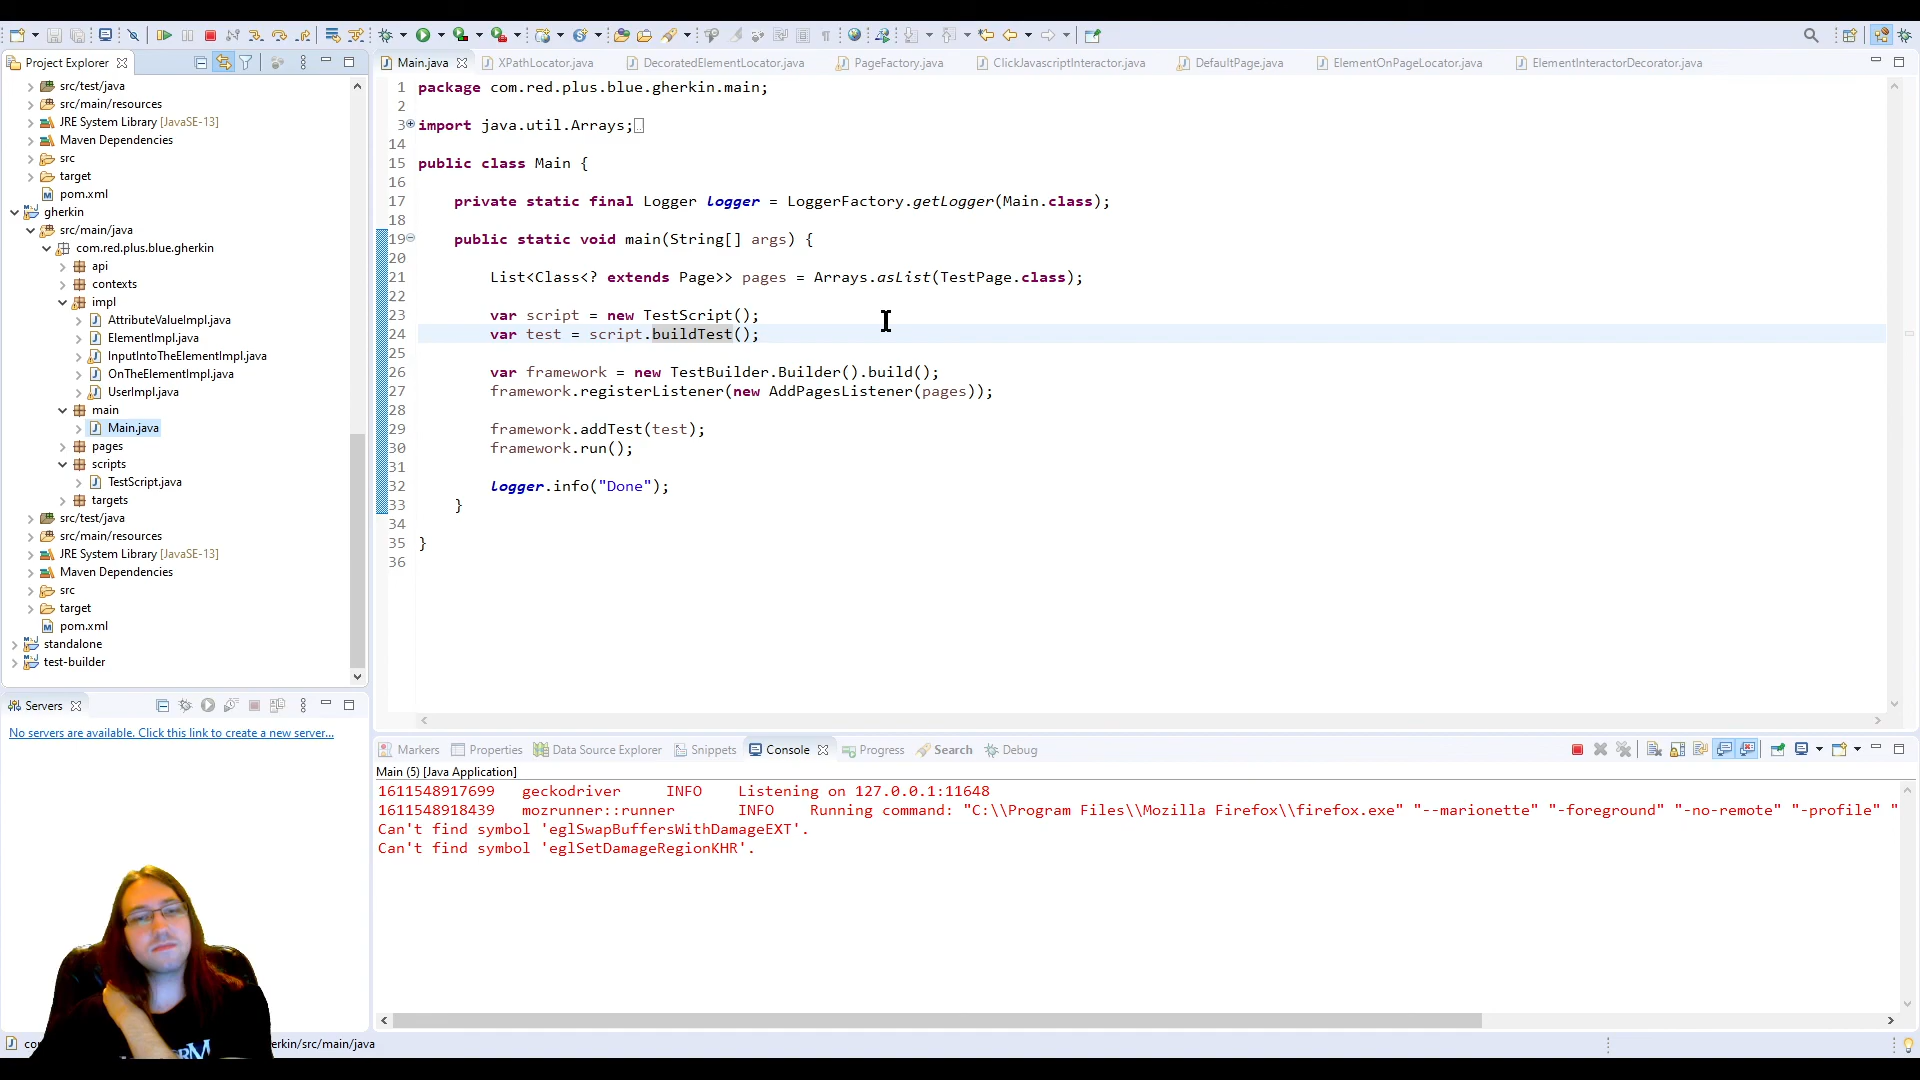 Project Explorer
src/test/java
src/main/resources
JRE System Library [JavaSE-13]
Maven Dependencies
src
target
pom.xml
gherkin
src/main/java
com.red.plus.blue.gherkin
api
contexts
impl
AttributeValueImpl.java
ElementImpl.java
InputIntoTheElementImpl.java
OnTheElementImpl.java
UserImpl.java
main
Main.java
pages
scripts
TestScript.java
targets
src/test/java
src/main/resources
JRE System Library [JavaSE-13]
Maven Dependencies
src
target
pom.xml
standalone
test-builder
Servers
No servers are available. Click this link to create a new server...
Main.java XPathLocator.java DecoratedElementLocator.java PageFactory.java ClickJavascriptInteractor.java DefaultPage.java ElementOnPageLocator.java ElementInteractorDecorator.java
1 package com.red.plus.blue.gherkin.main;
2
3 import java.util.Arrays;
14
15 public class Main {
16
17 private static final Logger logger = LoggerFactory.getLogger(Main.class);
18
19 public static void main(String[] args) {
20
21 List<Class<? extends Page>> pages = Arrays.asList(TestPage.class);
22
23 var script = new TestScript();
24 var test = script.buildTest();
25
26 var framework = new TestBuilder.Builder().build();
27 framework.registerListener(new AddPagesListener(pages));
28
29 framework.addTest(test);
30 framework.run();
31
32 logger.info("Done");
33 }
34
35 }
36
Markers Properties Data Source Explorer Snippets Console Progress Search Debug
Main (5) [Java Application]
1611548917699 geckodriver INFO Listening on 127.0.0.1:11648
1611548918439 mozrunner::runner INFO Running command: "C:\\Program Files\\Mozilla Firefox\\firefox.exe" "--marionette" "-foreground" "-no-remote" "-profile" "
Can't find symbol 'eglSwapBuffersWithDamageEXT'.
Can't find symbol 'eglSetDamageRegionKHR'.
erkin/src/main/java